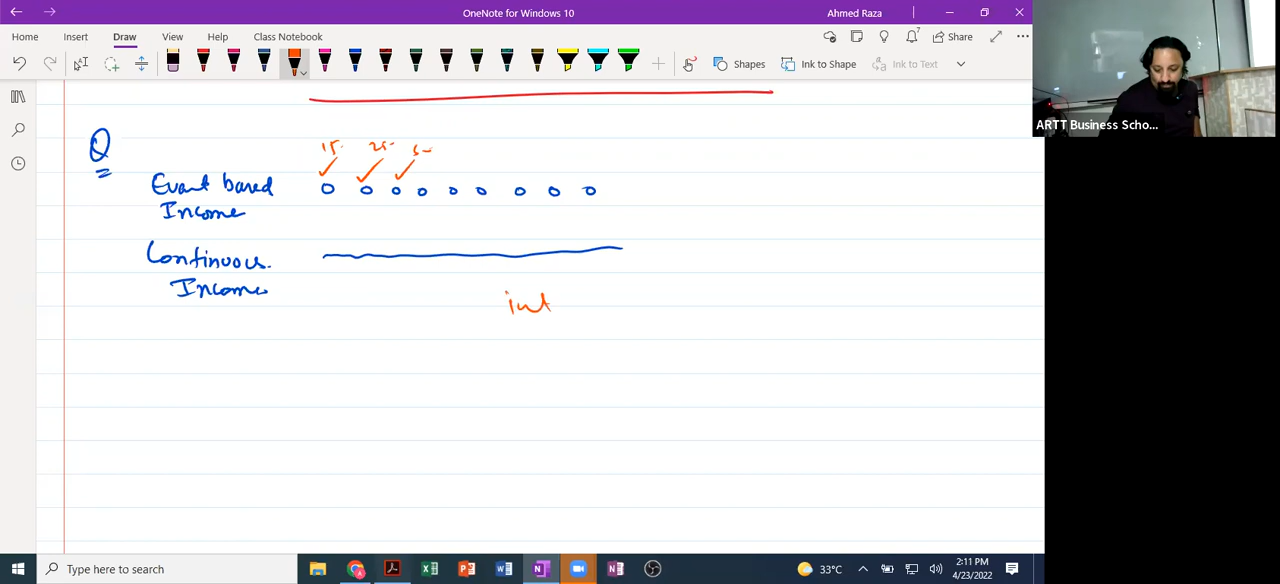 OneNote for Windows 10
Ahmed Raza
Home Insert Draw View Help Class Notebook
Share
Shapes Ink to Shape Ink to Text
ARTT Business Scho...
Q
Event based
Income
Continuous
Income
int
Type here to search
33°C
2:11 PM
4/23/2022